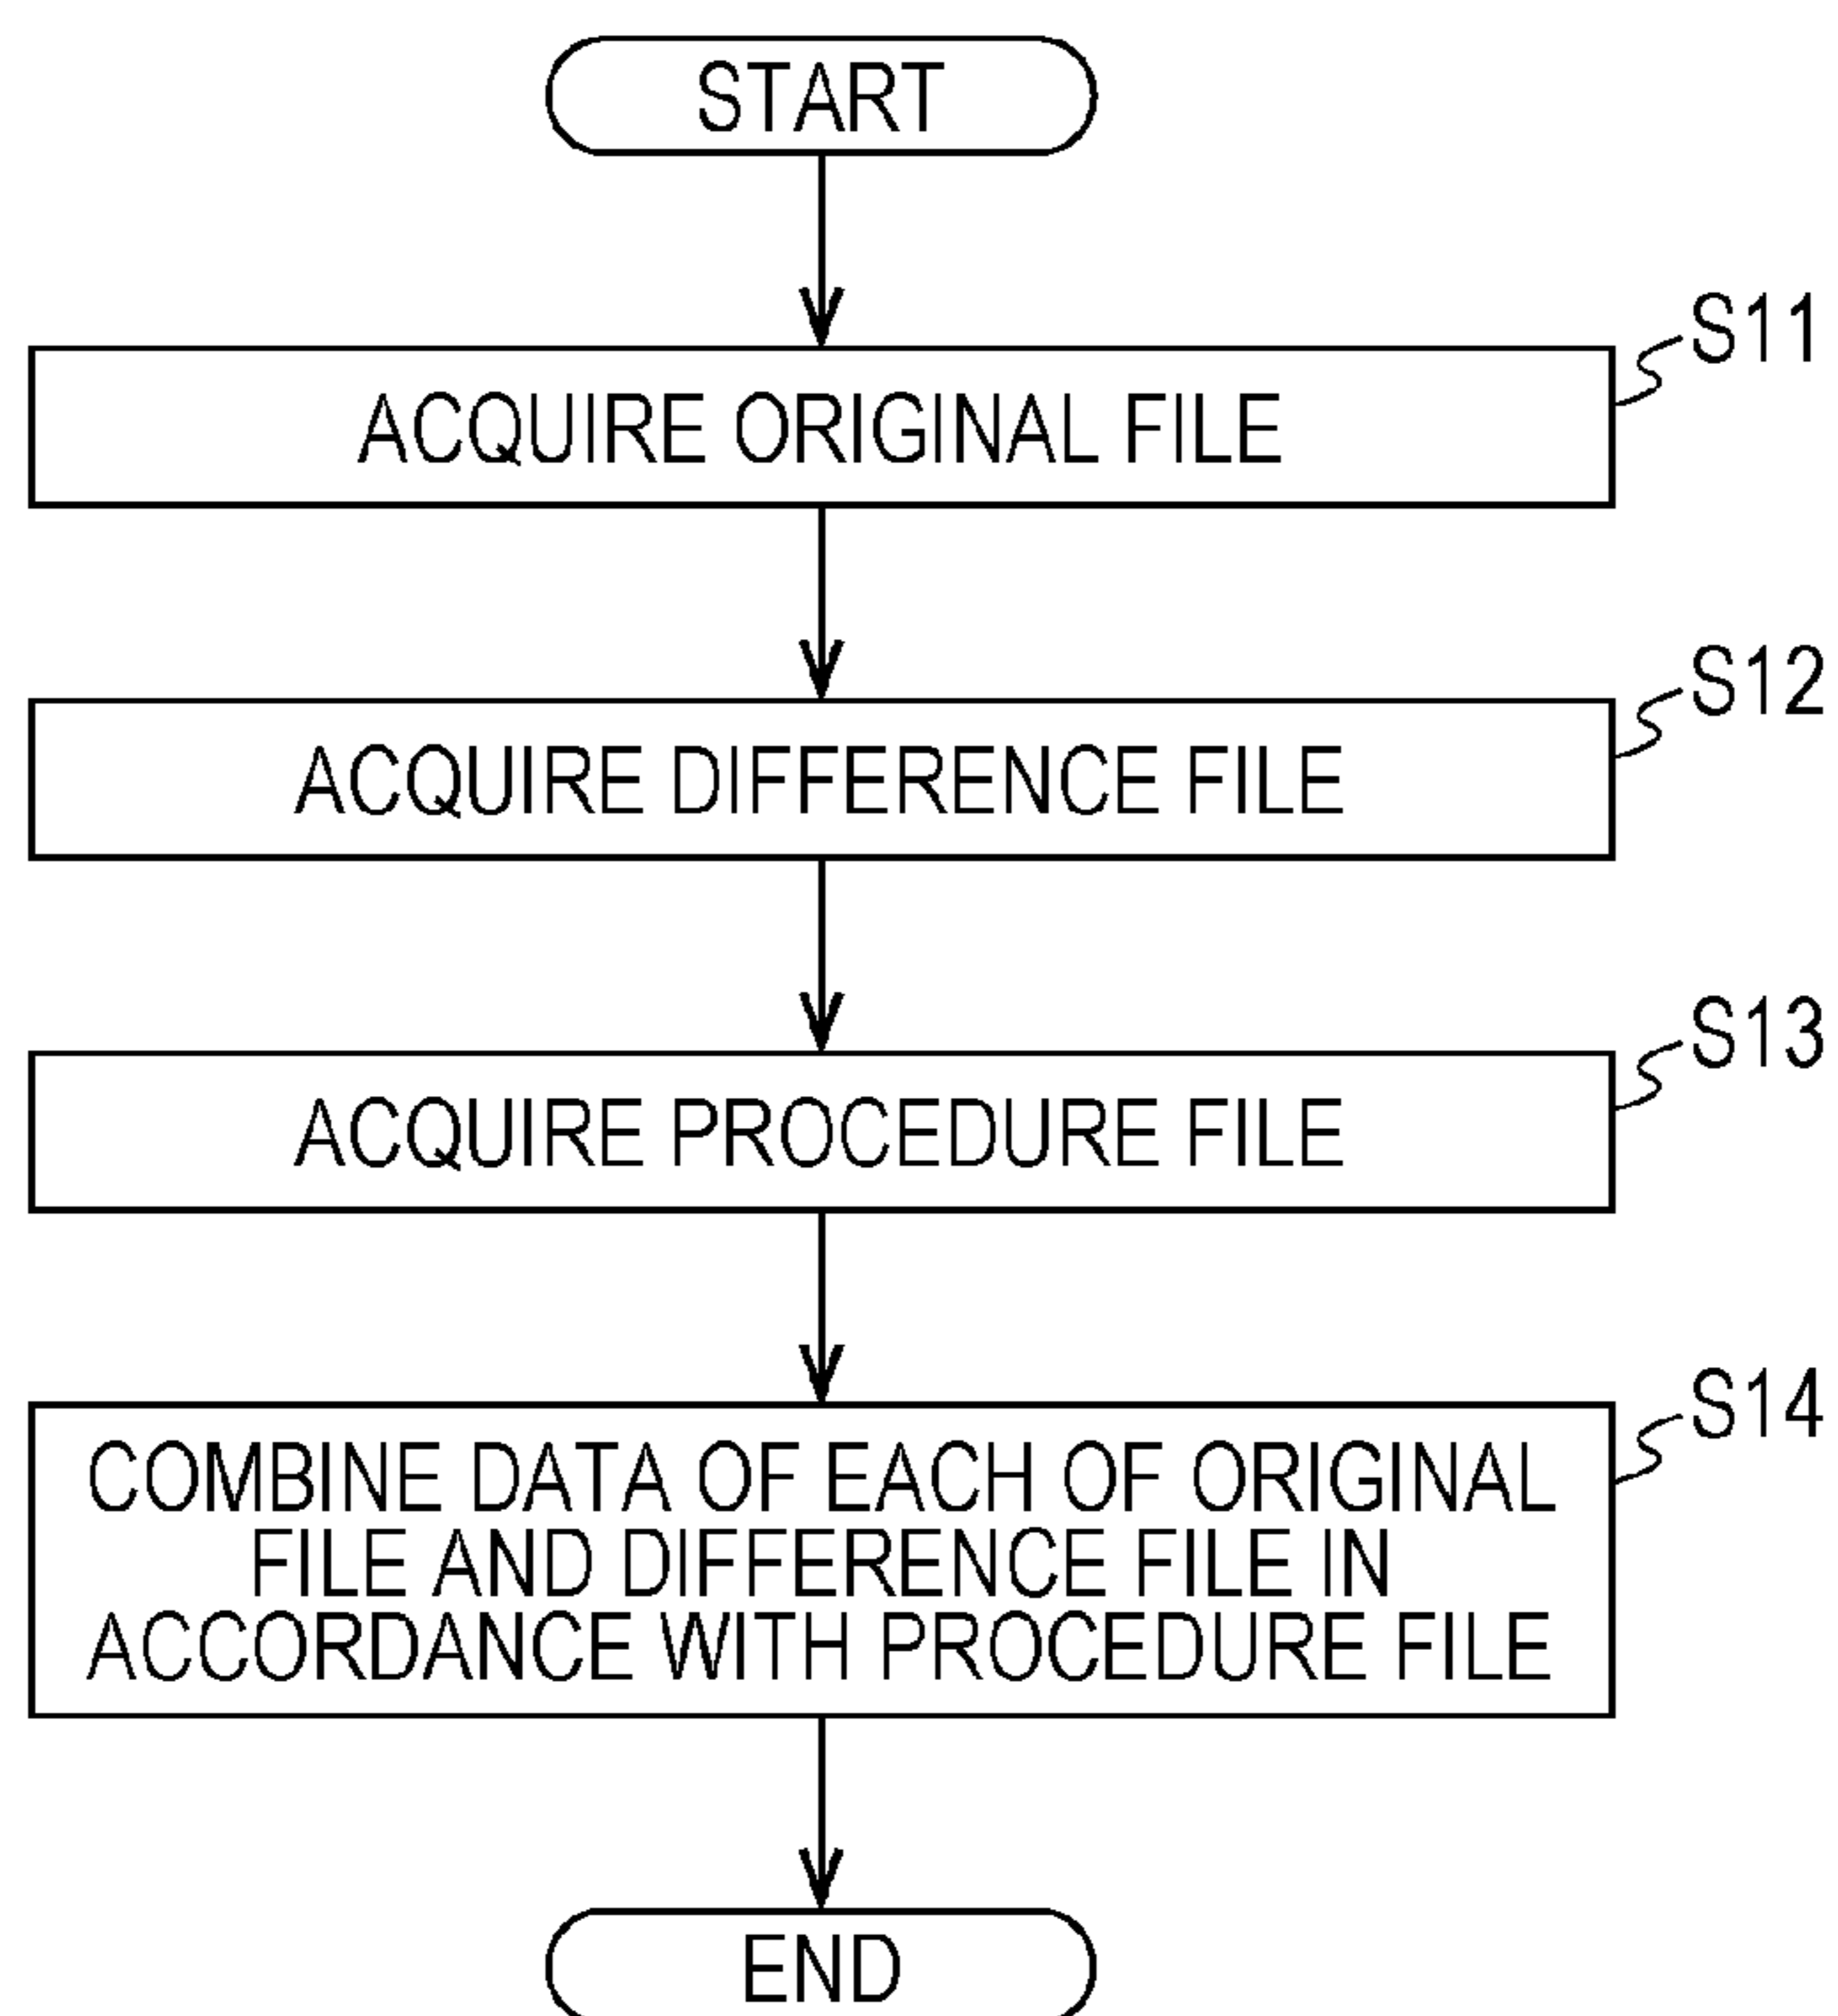 START
S11
ACQUIRE ORIGINAL FILE
S12
ACQUIRE DIFFERENCE FILE
S13
ACQUIRE PROCEDURE FILE
S14
COMBINE DATA OF EACH OF ORIGINAL
FILE AND DIFFERENCE FILE IN
ACCORDANCE WITH PROCEDURE FILE
END